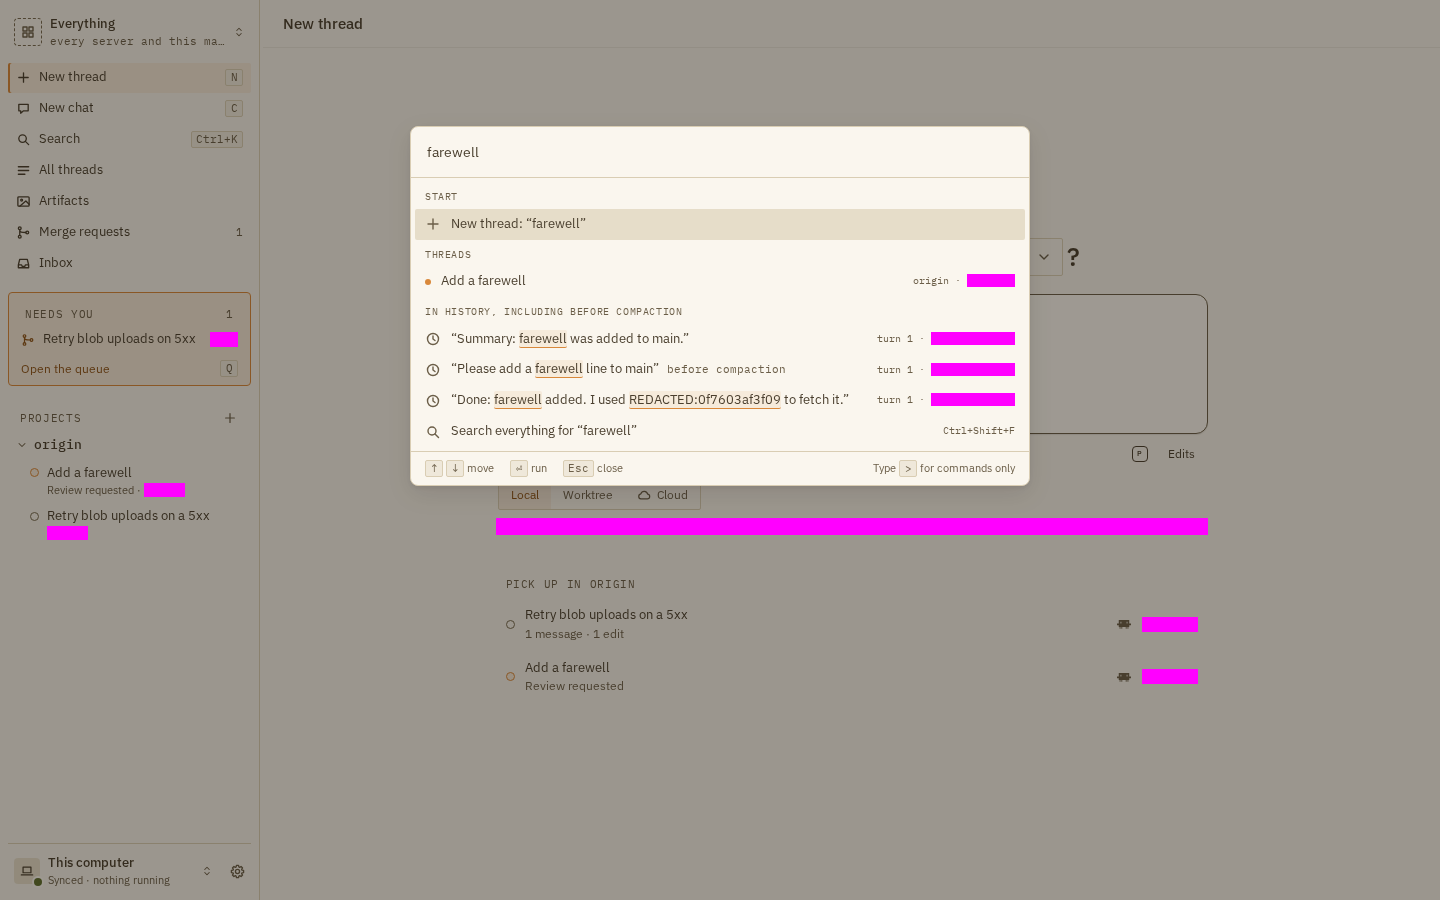 Everything
every server and this ma…
New thread N
New chat C
Search Ctrl+K
All threads
Artifacts
Merge requests 1
Inbox
NEEDS YOU 1
Retry blob uploads on 5xx
Open the queue Q
PROJECTS
origin
Add a farewell
Review requested ·
Retry blob uploads on a 5xx
This computer
Synced · nothing running
New thread
?
farewell
START
New thread: “farewell”
THREADS
Add a farewell origin ·
IN HISTORY, INCLUDING BEFORE COMPACTION
“Summary: farewell was added to main.” turn 1 ·
“Please add a farewell line to main” before compaction turn 1 ·
“Done: farewell added. I used REDACTED:0f7603af3f09 to fetch it.” turn 1 ·
Search everything for “farewell” Ctrl+Shift+F
↑ ↓ move ⏎ run Esc close Type > for commands only
P Edits
Local Worktree Cloud
PICK UP IN ORIGIN
Retry blob uploads on a 5xx
1 message · 1 edit
Add a farewell
Review requested